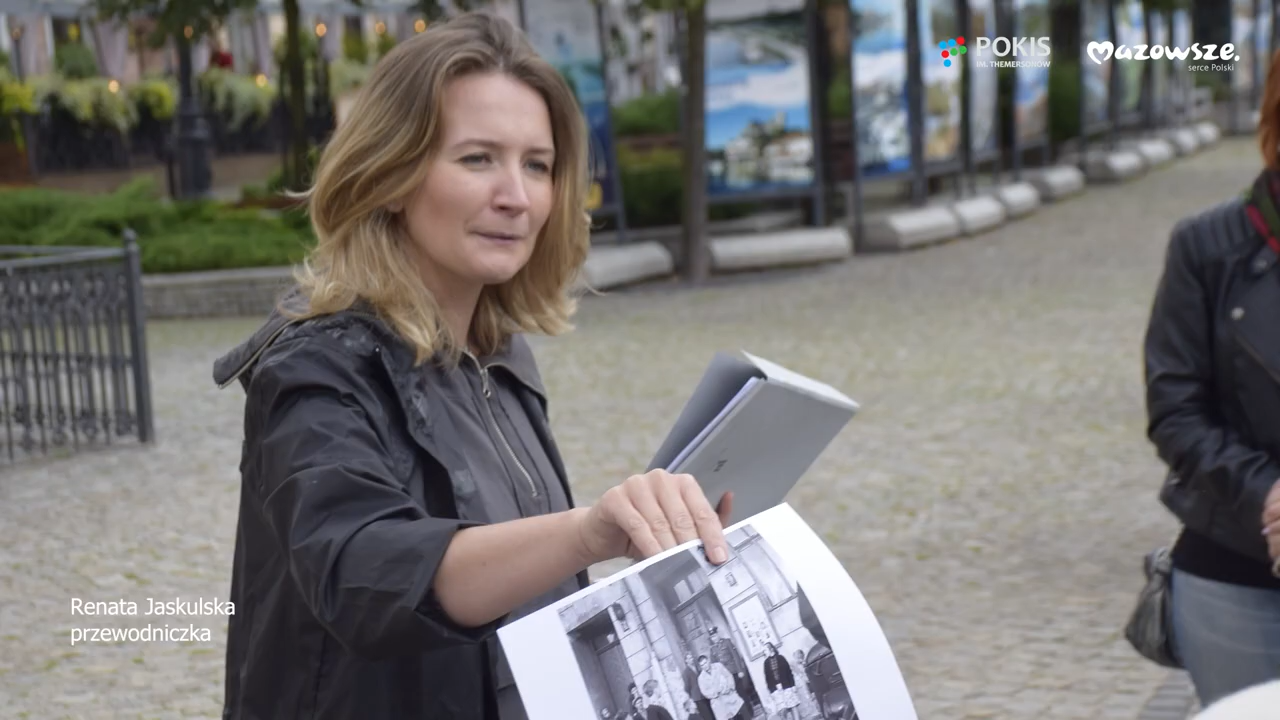 POKIS
IM. THEMERSONÓW
mazowsze.
serce Polski
Renata Jaskulska
przewodniczka